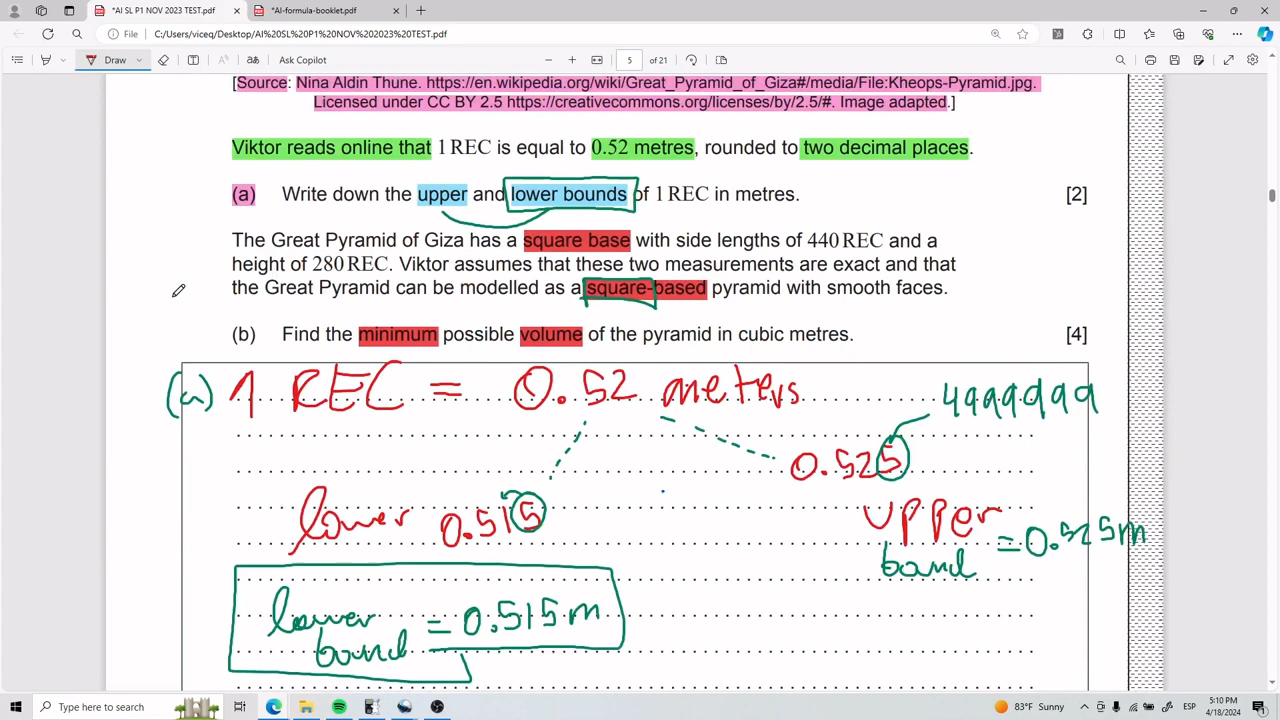 *AI SL P1 NOV 2023 TEST.pdf
*AI-formula-booklet.pdf
File
C:/Users/viceq/Desktop/AI%20SL%20P1%20NOV%202023%20TEST.pdf
Draw
Ask Copilot
5 of 21
[Source: Nina Aldin Thune. https://en.wikipedia.org/wiki/Great_Pyramid_of_Giza#/media/File:Kheops-Pyramid.jpg.
Licensed under CC BY 2.5 https://creativecommons.org/licenses/by/2.5/#. Image adapted.]
Viktor reads online that 1 REC is equal to 0.52 metres, rounded to two decimal places.
(a) Write down the upper and lower bounds of 1 REC in metres. [2]
The Great Pyramid of Giza has a square base with side lengths of 440 REC and a
height of 280 REC. Viktor assumes that these two measurements are exact and that
the Great Pyramid can be modelled as a square-based pyramid with smooth faces.
(b) Find the minimum possible volume of the pyramid in cubic metres. [4]
(a) 1 REC = 0.52 meters
4999999
0.525
lower 0.515
upper
bound = 0.525m
lower
bound = 0.515m
Type here to search
83°F Sunny
ESP
5:10 PM
4/18/2024